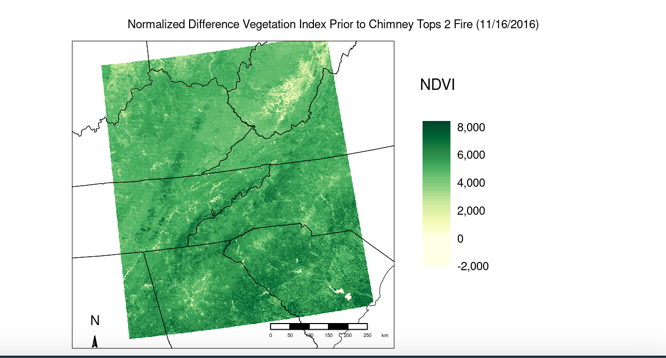 Normalized Difference Vegetation Index Prior to Chimney Tops 2 Fire (11/16/2016)
NDVI
8,000
6,000
4,000
2,000
0
-2,000
N
0 50 100 150 200 250 km